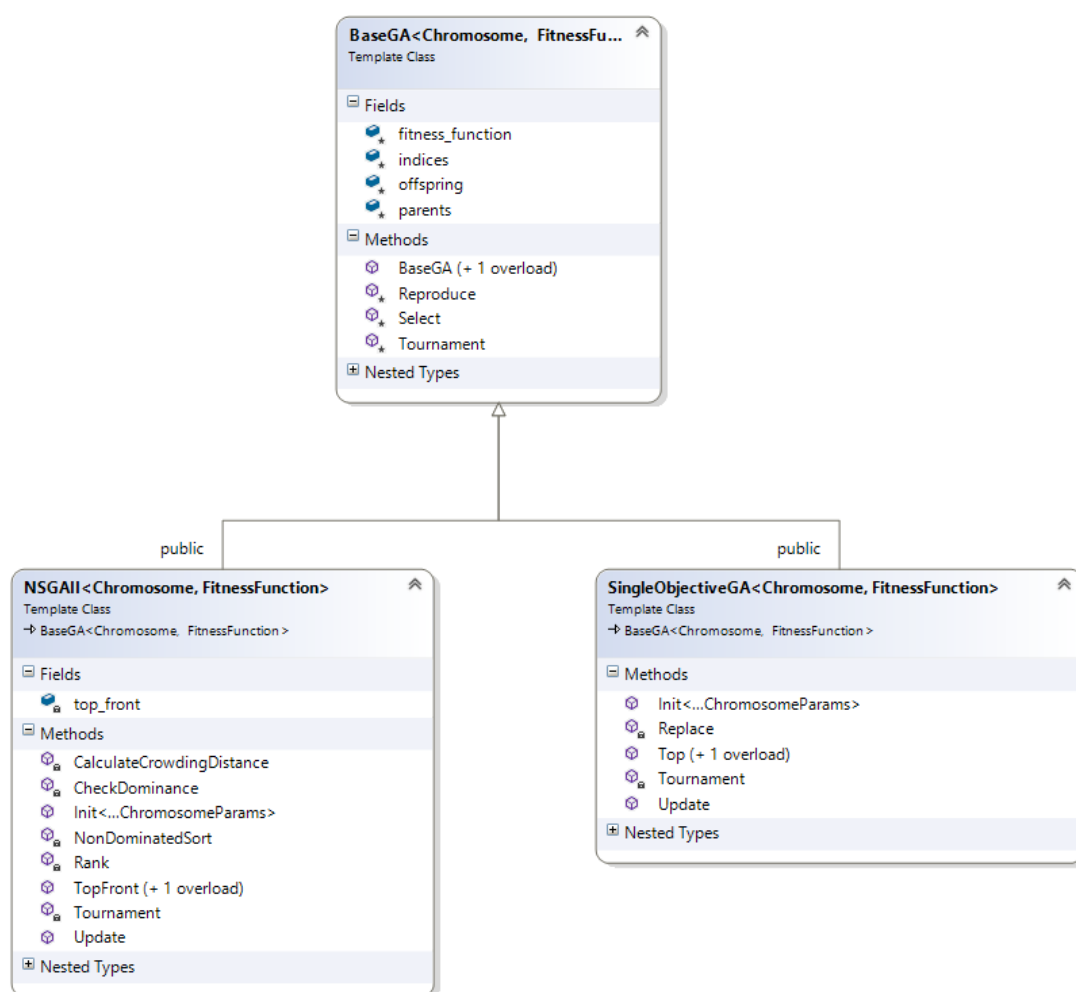 BaseGA<Chromosome, FitnessFu...
Template Class
Fields
fitness_function
indices
offspring
parents
Methods
BaseGA (+ 1 overload)
Reproduce
Select
Tournament
Nested Types
public
public
NSGAII<Chromosome, FitnessFunction>
Template Class
BaseGA<Chromosome, FitnessFunction>
Fields
top_front
Methods
CalculateCrowdingDistance
CheckDominance
Init<...ChromosomeParams>
NonDominatedSort
Rank
TopFront (+ 1 overload)
Tournament
Update
Nested Types
SingleObjectiveGA<Chromosome, FitnessFunction>
Template Class
BaseGA<Chromosome, FitnessFunction>
Methods
Init<...ChromosomeParams>
Replace
Top (+ 1 overload)
Tournament
Update
Nested Types